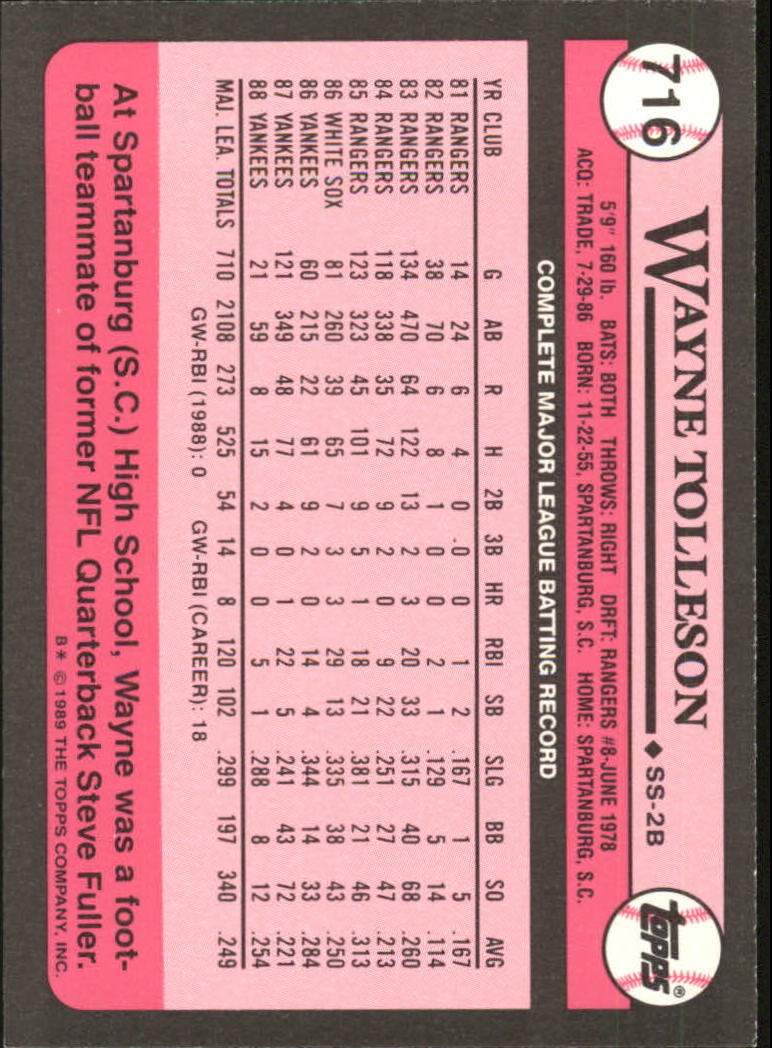 716
WAYNE TOLLESON ◆ SS-2B
topps®
5'9" 160 lb. BATS: BOTH THROWS: RIGHT DRFT: RANGERS #8-JUNE 1978
ACQ: TRADE, 7-29-86 BORN: 11-22-55, SPARTANBURG, S.C. HOME: SPARTANBURG, S.C.
COMPLETE MAJOR LEAGUE BATTING RECORD
YR CLUB G AB R H 2B 3B HR RBI SB SLG BB SO AVG
81 RANGERS 14 24 6 4 0 0 0 1 2 .167 1 5 .167
82 RANGERS 38 70 6 8 1 0 0 2 1 .129 5 14 .114
83 RANGERS 134 470 64 122 13 2 3 20 33 .315 40 68 .260
84 RANGERS 118 338 35 72 9 2 0 9 22 .251 27 47 .213
85 RANGERS 123 323 45 101 9 5 1 18 21 .381 21 46 .313
86 WHITE SOX 81 260 39 65 7 3 3 29 13 .335 38 43 .250
86 YANKEES 60 215 22 61 9 2 0 14 4 .344 14 33 .284
87 YANKEES 121 349 48 77 4 0 1 22 5 .241 43 72 .221
88 YANKEES 21 59 8 15 2 0 0 5 1 .288 8 12 .254
MAJ. LEA. TOTALS 710 2108 273 525 54 14 8 120 102 .299 197 340 .249
GW-RBI (1988): 0 GW-RBI (CAREER): 18
At Spartanburg (S.C.) High School, Wayne was a foot-
ball teammate of former NFL Quarterback Steve Fuller.
B* © 1989 THE TOPPS COMPANY, INC.